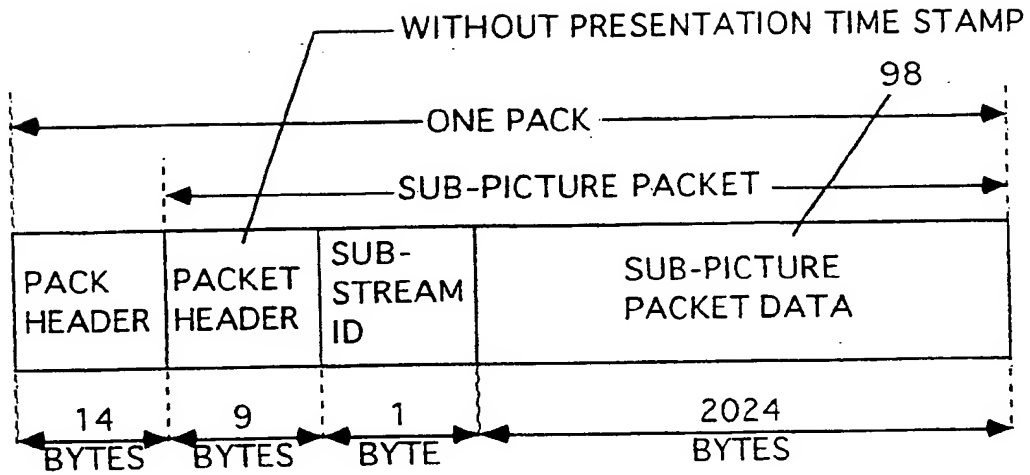 WITHOUT PRESENTATION TIME STAMP
98
ONE PACK
SUB-PICTURE PACKET
PACK
HEADER
PACKET
HEADER
SUB-
STREAM
ID
SUB-PICTURE
PACKET DATA
14
BYTES
9
BYTES
1
BYTE
2024
BYTES